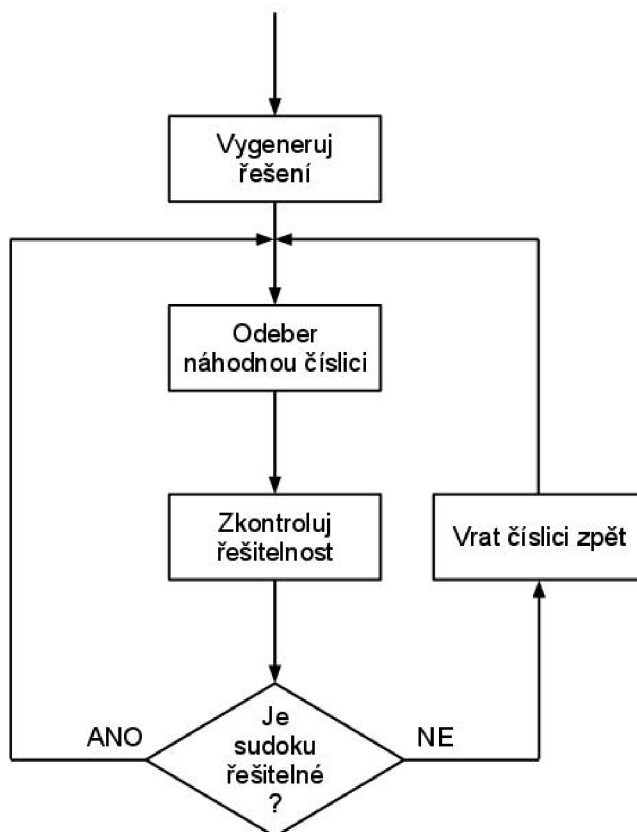 Vygeneruj
řešení
Odeber
náhodnou číslici
Zkontroluj
řešitelnost
Vrat číslici zpět
ANO
Je
sudoku
řešitelné
?
NE